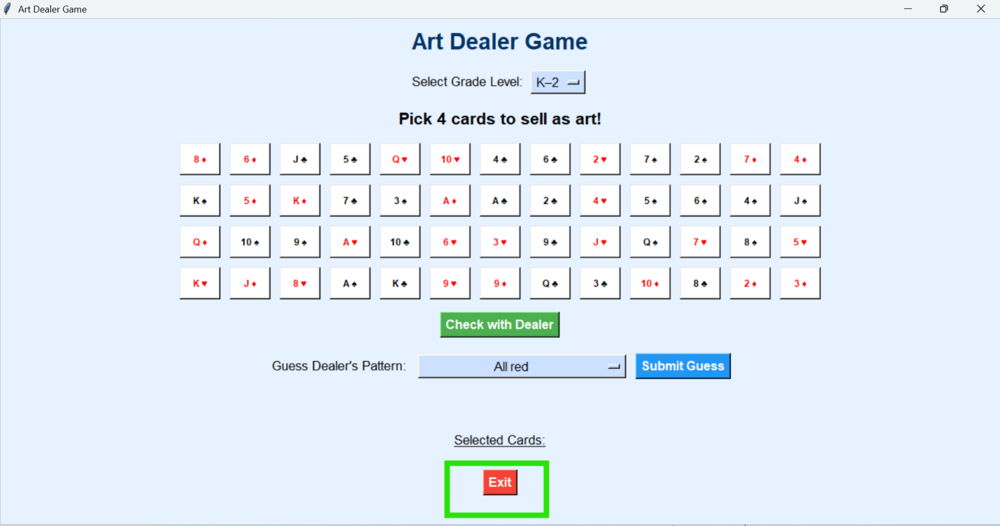 Art Dealer Game
Art Dealer Game
Select Grade Level: K–2
Pick 4 cards to sell as art!
8♦ 6♦ J♣ 5♣ Q♥ 10♥ 4♣ 6♣ 2♥ 7♠ 2♠ 7♦ 4♦
K♠ 5♦ K♦ 7♣ 3♠ A♦ A♣ 2♣ 4♥ 5♠ 6♠ 4♠ J♠
Q♦ 10♠ 9♠ A♥ 10♣ 6♥ 3♥ 9♣ J♥ Q♠ 7♥ 8♠ 5♥
K♥ J♦ 8♥ A♠ K♣ 9♥ 9♦ Q♣ 3♣ 10♦ 8♣ 2♦ 3♦
Check with Dealer
Guess Dealer's Pattern: All red Submit Guess
Selected Cards:
Exit